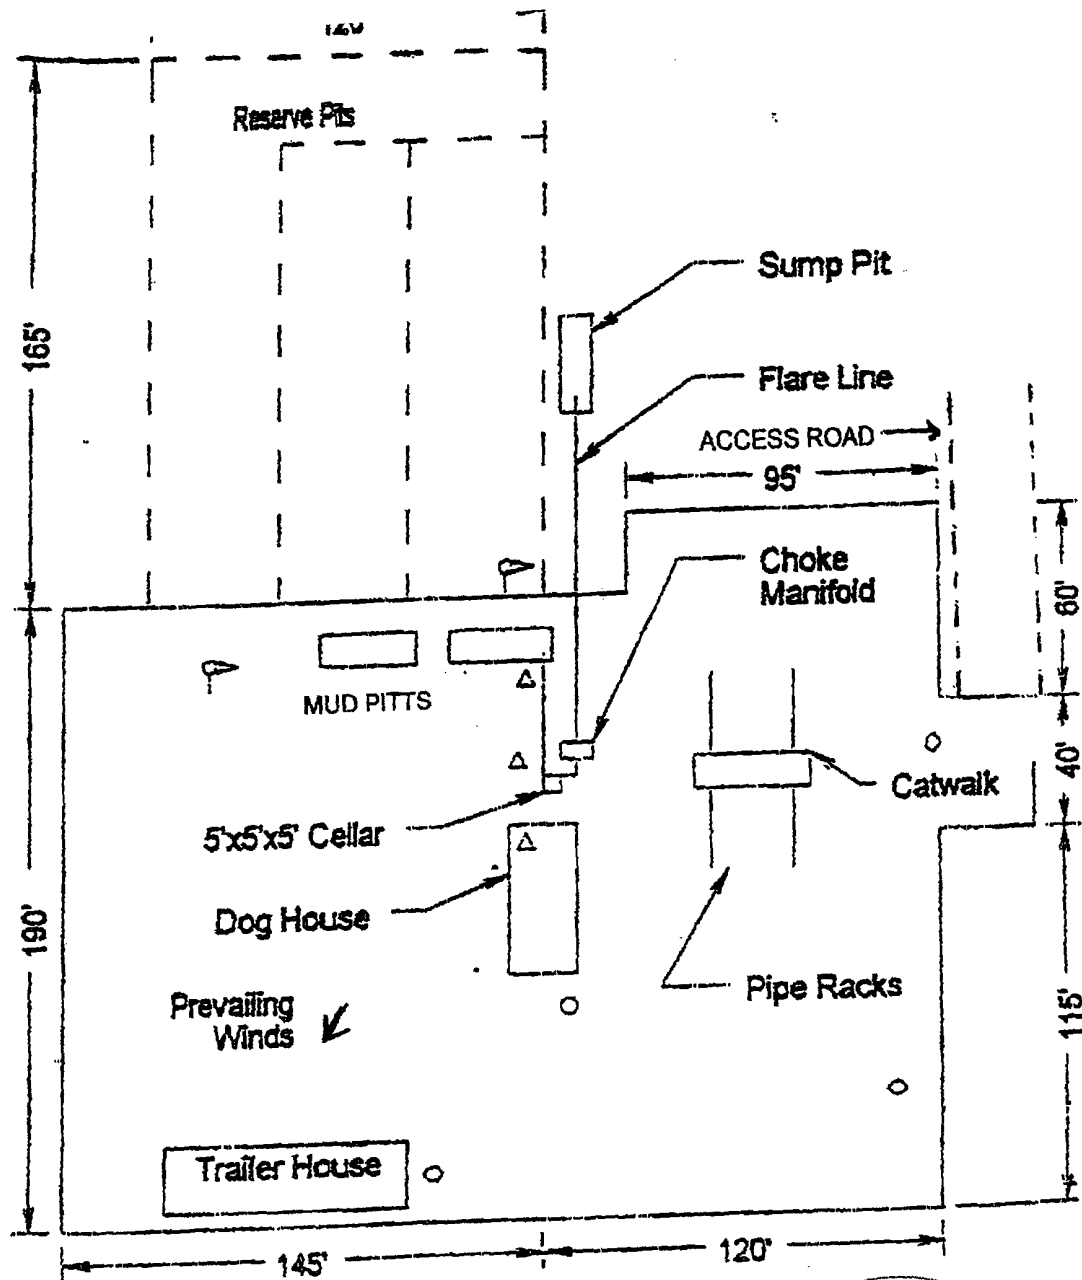 Reserve Pits
Sump Pit
165'
Flare Line
ACCESS ROAD
95'
Choke
Manifold
60'
MUD PITTS
40'
Catwalk
5'x5'x5' Cellar
Dog House
190'
Pipe Racks
Prevailing
Winds
115'
Trailer House
145'
120'